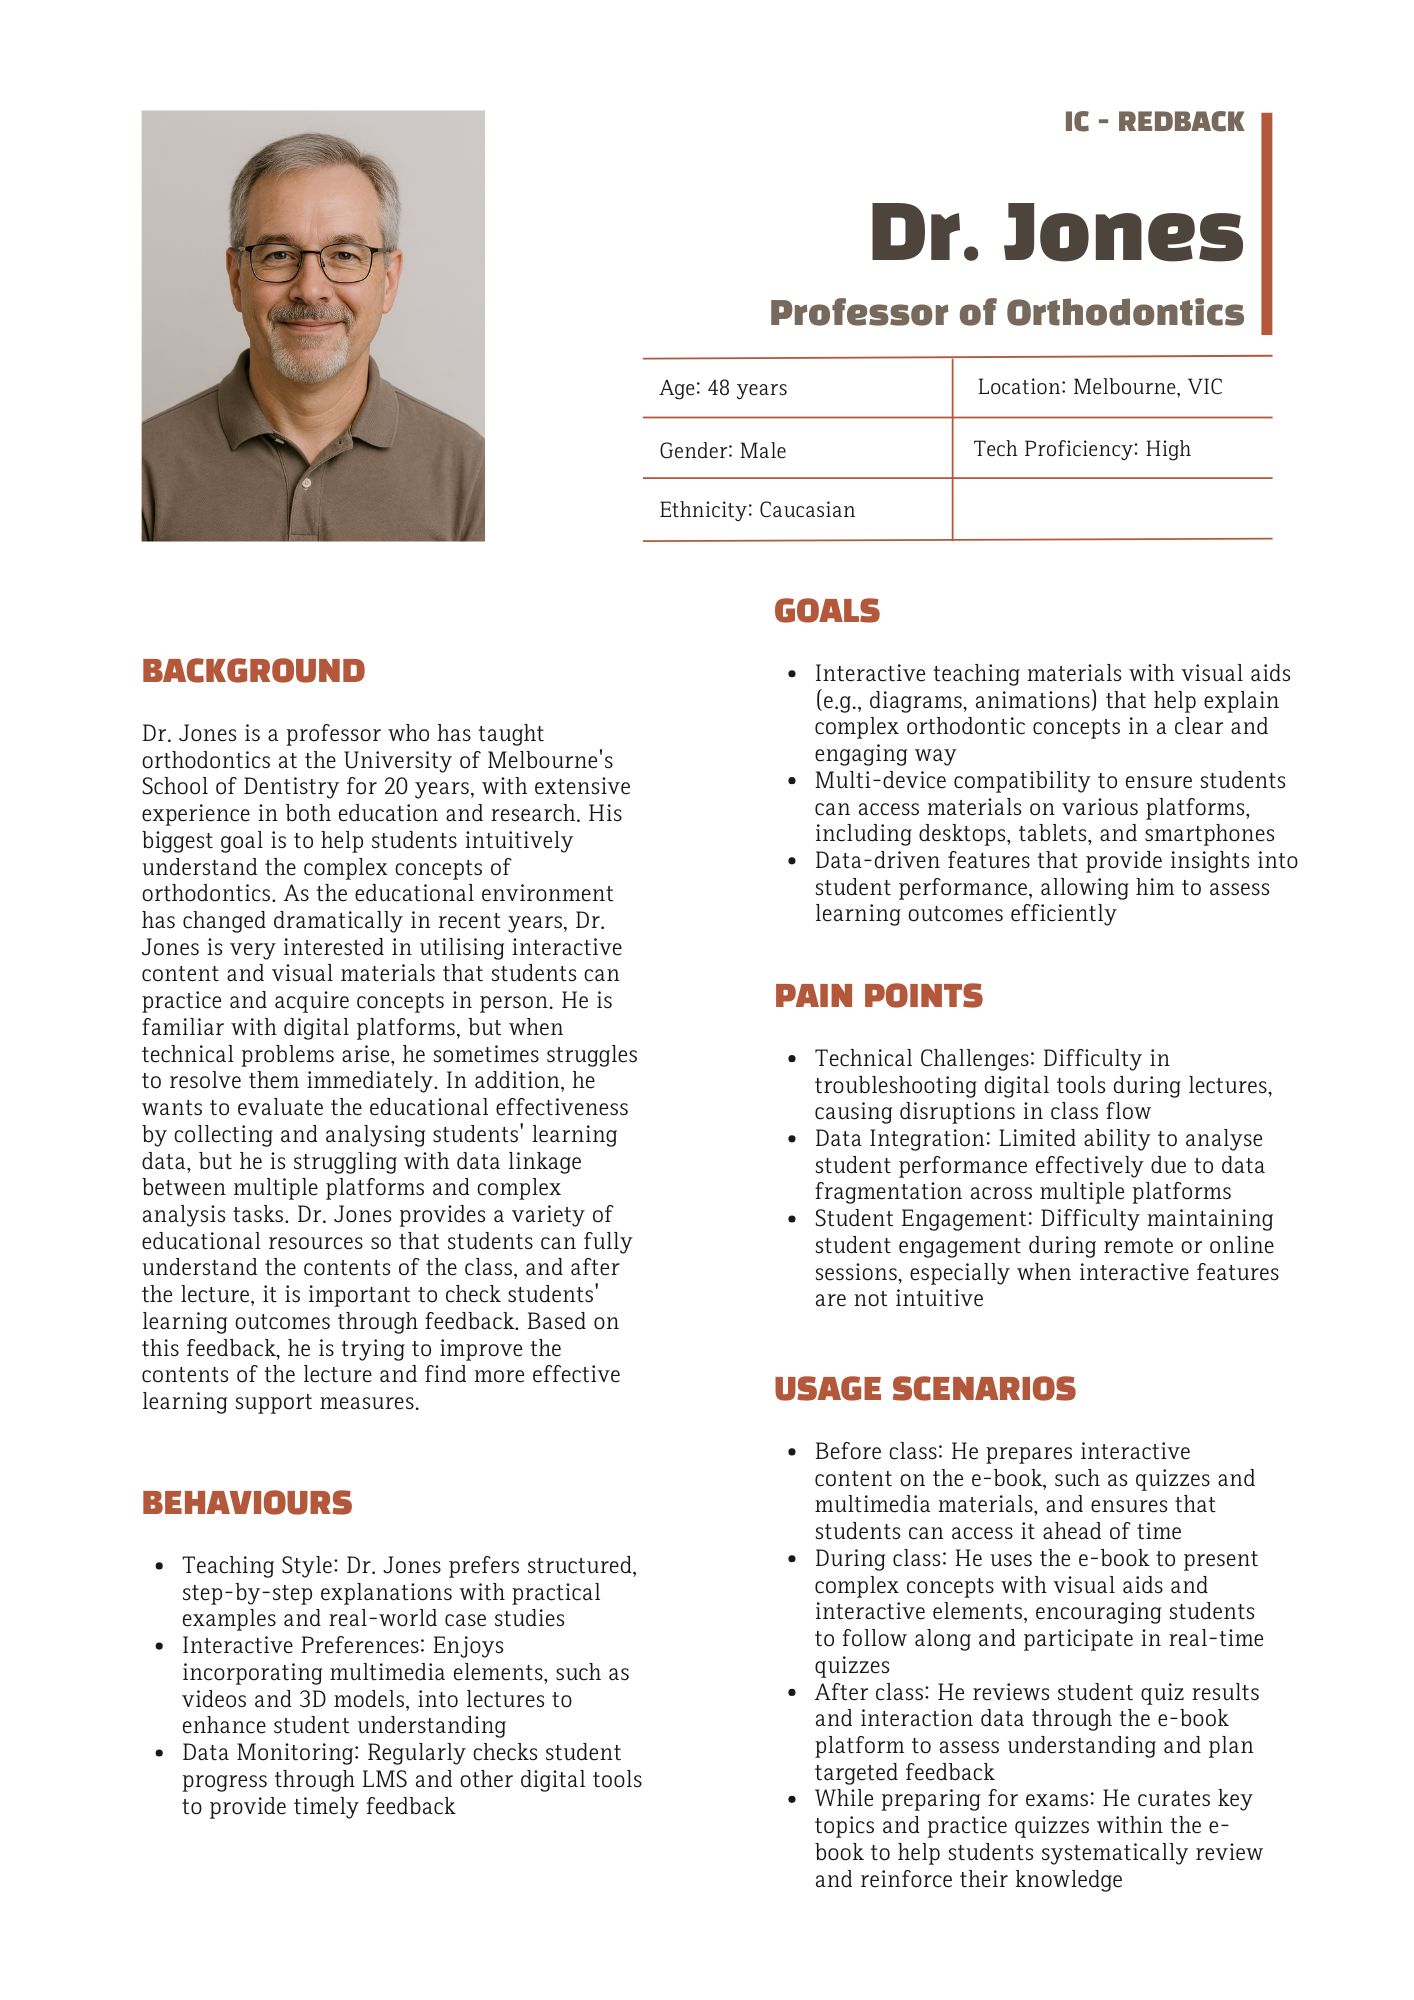 IC - REDBACK
Dr. Jones
Professor of Orthodontics
Age: 48 years
Location: Melbourne, VIC
Gender: Male
Tech Proficiency: High
Ethnicity: Caucasian
BACKGROUND
Dr. Jones is a professor who has taught
orthodontics at the University of Melbourne's
School of Dentistry for 20 years, with extensive
experience in both education and research. His
biggest goal is to help students intuitively
understand the complex concepts of
orthodontics. As the educational environment
has changed dramatically in recent years, Dr.
Jones is very interested in utilising interactive
content and visual materials that students can
practice and acquire concepts in person. He is
familiar with digital platforms, but when
technical problems arise, he sometimes struggles
to resolve them immediately. In addition, he
wants to evaluate the educational effectiveness
by collecting and analysing students' learning
data, but he is struggling with data linkage
between multiple platforms and complex
analysis tasks. Dr. Jones provides a variety of
educational resources so that students can fully
understand the contents of the class, and after
the lecture, it is important to check students'
learning outcomes through feedback. Based on
this feedback, he is trying to improve the
contents of the lecture and find more effective
learning support measures.
BEHAVIOURS
• Teaching Style: Dr. Jones prefers structured,
step-by-step explanations with practical
examples and real-world case studies
• Interactive Preferences: Enjoys
incorporating multimedia elements, such as
videos and 3D models, into lectures to
enhance student understanding
• Data Monitoring: Regularly checks student
progress through LMS and other digital tools
to provide timely feedback
GOALS
• Interactive teaching materials with visual aids
(e.g., diagrams, animations) that help explain
complex orthodontic concepts in a clear and
engaging way
• Multi-device compatibility to ensure students
can access materials on various platforms,
including desktops, tablets, and smartphones
• Data-driven features that provide insights into
student performance, allowing him to assess
learning outcomes efficiently
PAIN POINTS
• Technical Challenges: Difficulty in
troubleshooting digital tools during lectures,
causing disruptions in class flow
• Data Integration: Limited ability to analyse
student performance effectively due to data
fragmentation across multiple platforms
• Student Engagement: Difficulty maintaining
student engagement during remote or online
sessions, especially when interactive features
are not intuitive
USAGE SCENARIOS
• Before class: He prepares interactive
content on the e-book, such as quizzes and
multimedia materials, and ensures that
students can access it ahead of time
• During class: He uses the e-book to present
complex concepts with visual aids and
interactive elements, encouraging students
to follow along and participate in real-time
quizzes
• After class: He reviews student quiz results
and interaction data through the e-book
platform to assess understanding and plan
targeted feedback
• While preparing for exams: He curates key
topics and practice quizzes within the e-
book to help students systematically review
and reinforce their knowledge